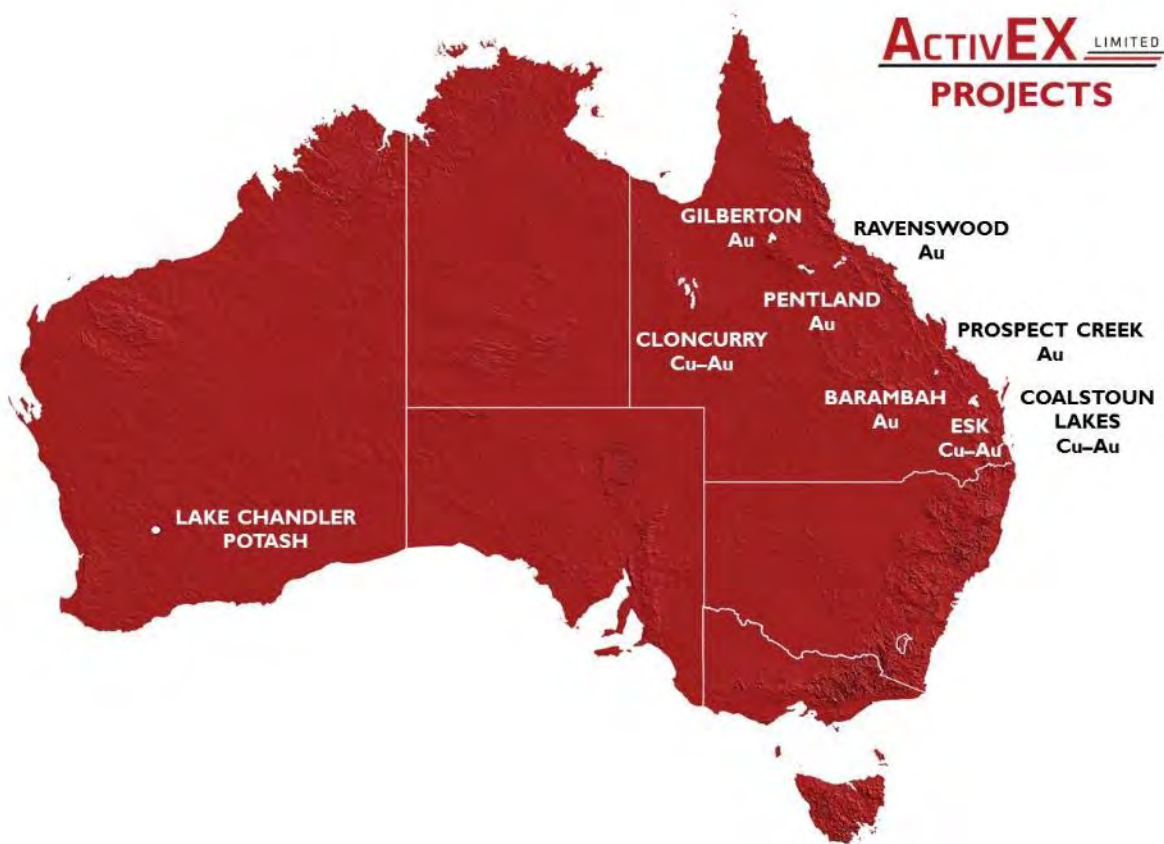 ACTIVEX LIMITED
PROJECTS
GILBERTON
Au
RAVENSWOOD
Au
PENTLAND
Au
CLONCURRY
Cu–Au
PROSPECT CREEK
Au
BARAMBAH
Au
ESK
Cu–Au
COALSTOUN
LAKES
Cu–Au
LAKE CHANDLER
POTASH